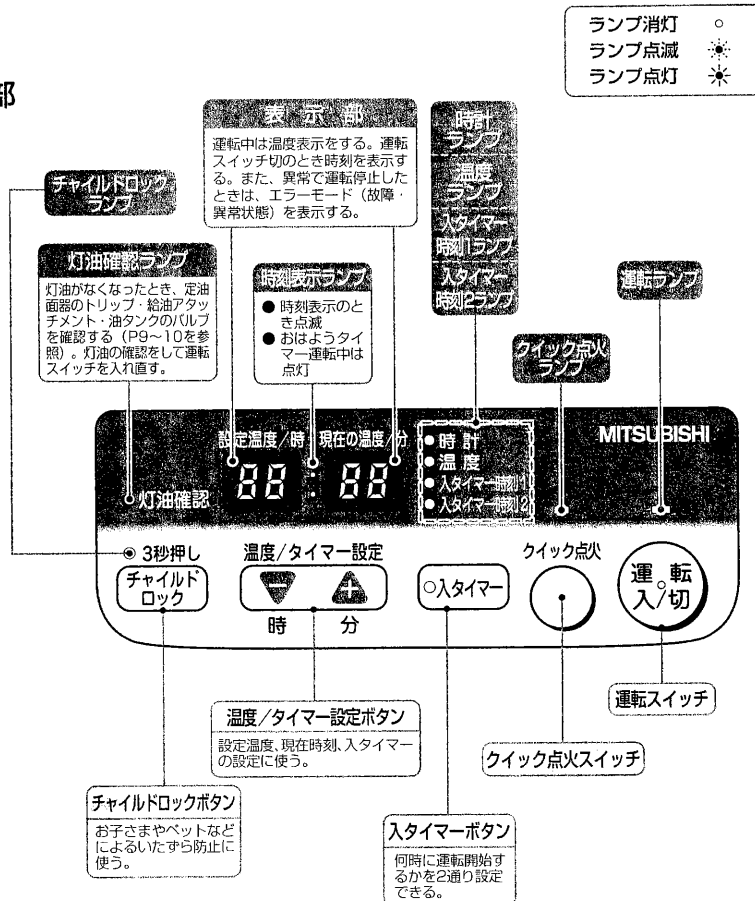 ランプ消灯 ○
ランプ点滅
ランプ点灯
部
表示部
運転中は温度表示をする。運転
スイッチ切のとき時刻を表示す
る。また、異常で運転停止した
ときは、エラーモード（故障・
異常状態）を表示する。
時計
ランプ
温度
ランプ
入タイマー
時刻1ランプ
入タイマー
時刻2ランプ
チャイルドロック
ランプ
灯油確認ランプ
灯油がなくなったとき、定油
面器のトリップ・給油アタッ
チメント・油タンクのバルブ
を確認する（P9〜10を参
照）。灯油の確認をして運転
スイッチを入れ直す。
時刻表示ランプ
● 時刻表示のと
き点滅
● おはようタイ
マー運転中は
点灯
運転ランプ
クイック点火
ランプ
設定温度/時 現在の温度/分
88:88
灯油確認
● 時計
● 温度
● 入タイマー時刻1
● 入タイマー時刻2
MITSUBISHI
3秒押し
チャイルド
ロック
温度/タイマー設定
− +
時 分
○入タイマー
クイック点火
運転
入/切
運転スイッチ
温度/タイマー設定ボタン
設定温度、現在時刻、入タイマー
の設定に使う。
クイック点火スイッチ
チャイルドロックボタン
お子さまやペットなど
によるいたずら防止に
使う。
入タイマーボタン
何時に運転開始す
るかを2通り設定
できる。